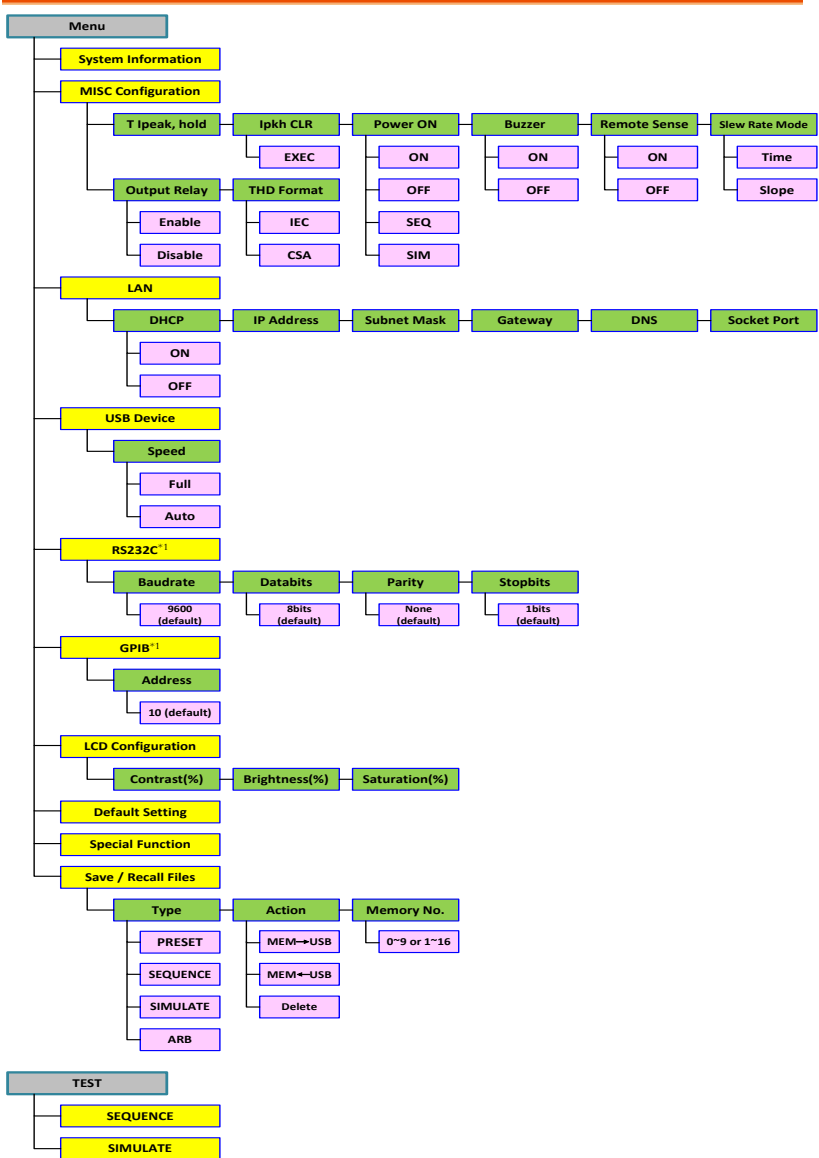 Menu
System Information
MISC Configuration
T Ipeak, hold
Ipkh CLR
Power ON
Buzzer
Remote Sense
Slew Rate Mode
EXEC
ON
ON
ON
Time
OFF
OFF
OFF
Slope
Output Relay
THD Format
Enable
IEC
SEQ
Disable
CSA
SIM
LAN
DHCP
IP Address
Subnet Mask
Gateway
DNS
Socket Port
ON
OFF
USB Device
Speed
Full
Auto
RS232C*1
Baudrate
Databits
Parity
Stopbits
9600
(default)
8bits
(default)
None
(default)
1bits
(default)
GPIB*1
Address
10 (default)
LCD Configuration
Contrast(%)
Brightness(%)
Saturation(%)
Default Setting
Special Function
Save / Recall Files
Type
Action
Memory No.
PRESET
MEM→USB
0~9 or 1~16
SEQUENCE
MEM←USB
SIMULATE
Delete
ARB
TEST
SEQUENCE
SIMULATE